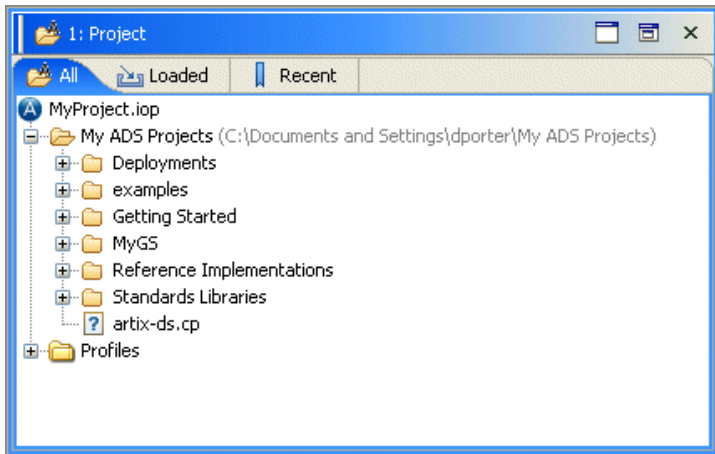 1: Project
All Loaded Recent
MyProject.iop
My ADS Projects (C:\Documents and Settings\dporter\My ADS Projects)
Deployments
examples
Getting Started
MyGS
Reference Implementations
Standards Libraries
artix-ds.cp
Profiles